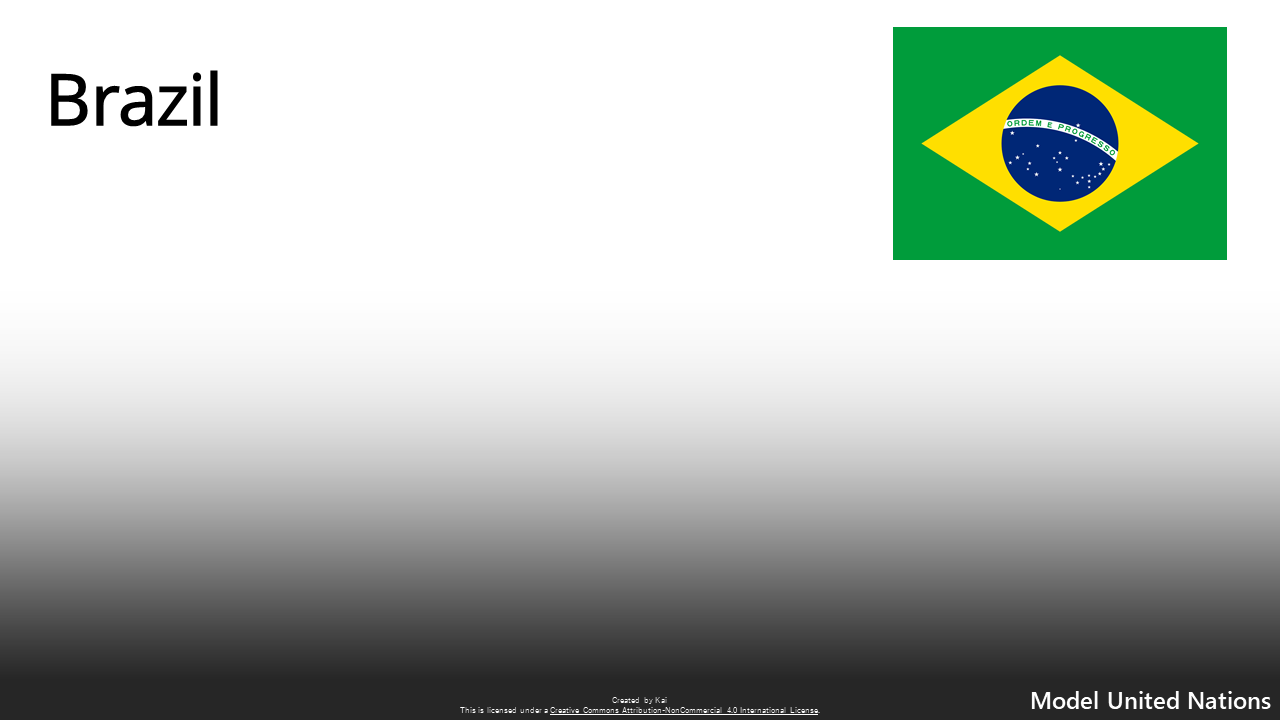 Brazil
ORDEM E PROGRESSO
Created by Kai
This is licensed under a Creative Commons Attribution-NonCommercial 4.0 International License.
Model United Nations